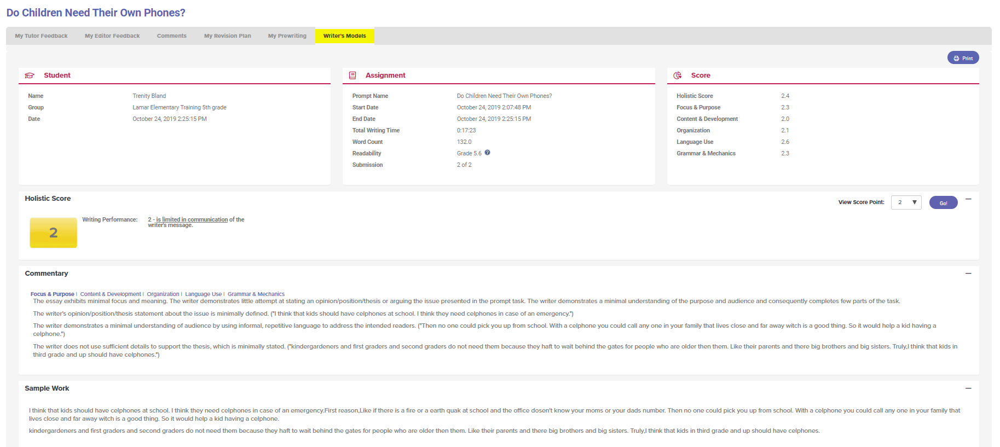 Do Children Need Their Own Phones?
My Tutor Feedback
My Editor Feedback
Comments
My Revision Plan
My Prewriting
Writer's Models
Print
Student
Name Trenity Bland
Group Lamar Elementary Training 5th grade
Date October 24, 2019 2:25:15 PM
Assignment
Prompt Name Do Children Need Their Own Phones?
Start Date October 24, 2019 2:07:48 PM
End Date October 24, 2019 2:25:15 PM
Total Writing Time 0:17:23
Word Count 132.0
Readability Grade 5.6 ?
Submission 2 of 2
Score
Holistic Score 2.4
Focus & Purpose 2.3
Content & Development 2.0
Organization 2.1
Language Use 2.6
Grammar & Mechanics 2.3
Holistic Score
View Score Point: 2 Go!
2
Writing Performance: 2 - is limited in communication of the
writer's message.
Commentary
Focus & Purpose | Content & Development | Organization | Language Use | Grammar & Mechanics
The essay exhibits minimal focus and meaning. The writer demonstrates little attempt at stating an opinion/position/thesis or arguing the issue presented in the prompt task. The writer demonstrates a minimal understanding of the purpose and audience and consequently completes few parts of the task.
The writer's opinion/position/thesis statement about the issue is minimally defined. ("I think that kids should have celphones at school. I think they need celphones in case of an emergency.")
The writer demonstrates a minimal understanding of audience by using informal, repetitive language to address the intended readers. ("Then no one could pick you up from school. With a celphone you could call any one in your family that lives close and far away witch is a good thing. So it would help a kid having a
celphone.")
The writer does not use sufficient details to support the thesis, which is minimally stated. ("kindergardeners and first graders and second graders do not need them because they haft to wait behind the gates for people who are older then them. Like their parents and there big brothers and big sisters. Truly,I think that kids in
third grade and up should have celphones.")
Sample Work
I think that kids should have celphones at school. I think they need celphones in case of an emergency.First reason,Like if there is a fire or a earth quak at school and the office dosen't know your moms or your dads number. Then no one could pick you up from school. With a celphone you could call any one in your family that
lives close and far away witch is a good thing. So it would help a kid having a celphone.
kindergardeners and first graders and second graders do not need them because they haft to wait behind the gates for people who are older then them. Like their parents and there big brothers and big sisters. Truly,I think that kids in third grade and up should have celphones.